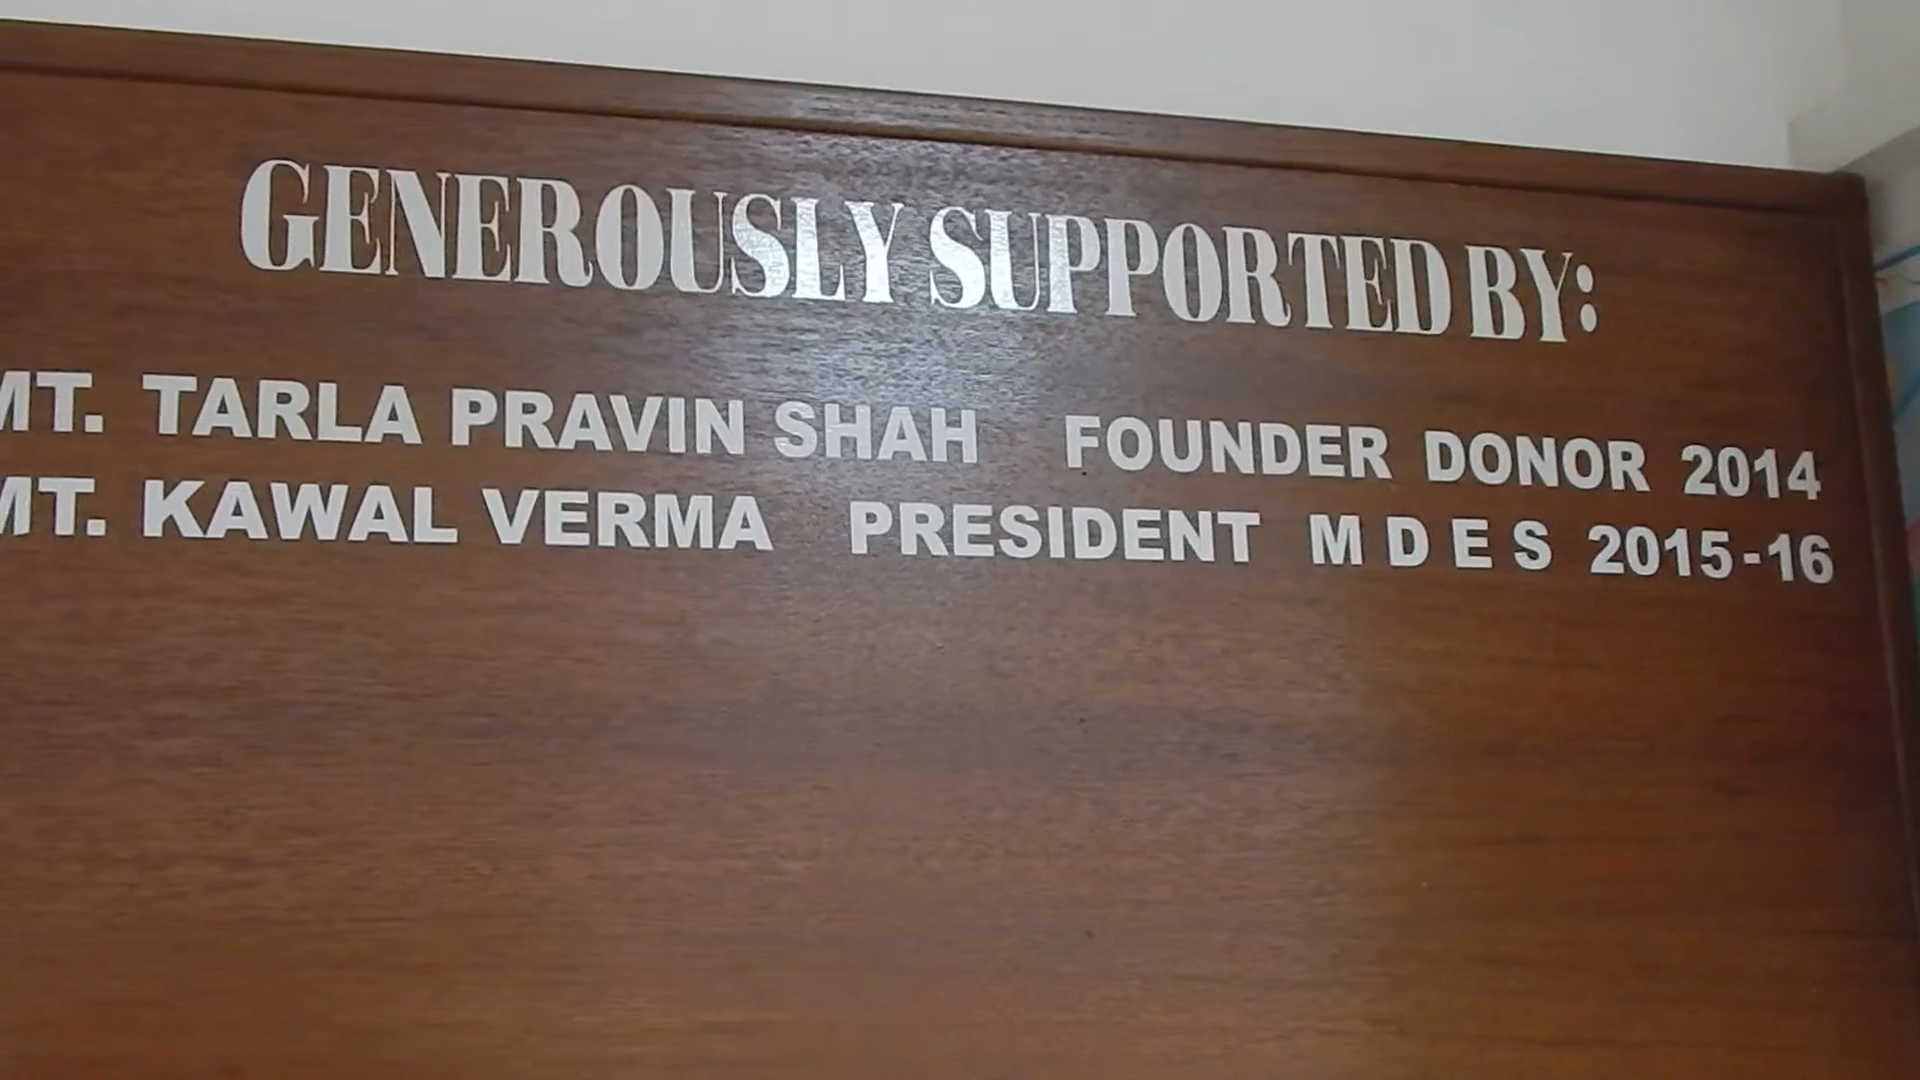 GENEROUSLY SUPPORTED BY:
MT. TARLA PRAVIN SHAH FOUNDER DONOR 2014
MT. KAWAL VERMA PRESIDENT M D E S 2015-16